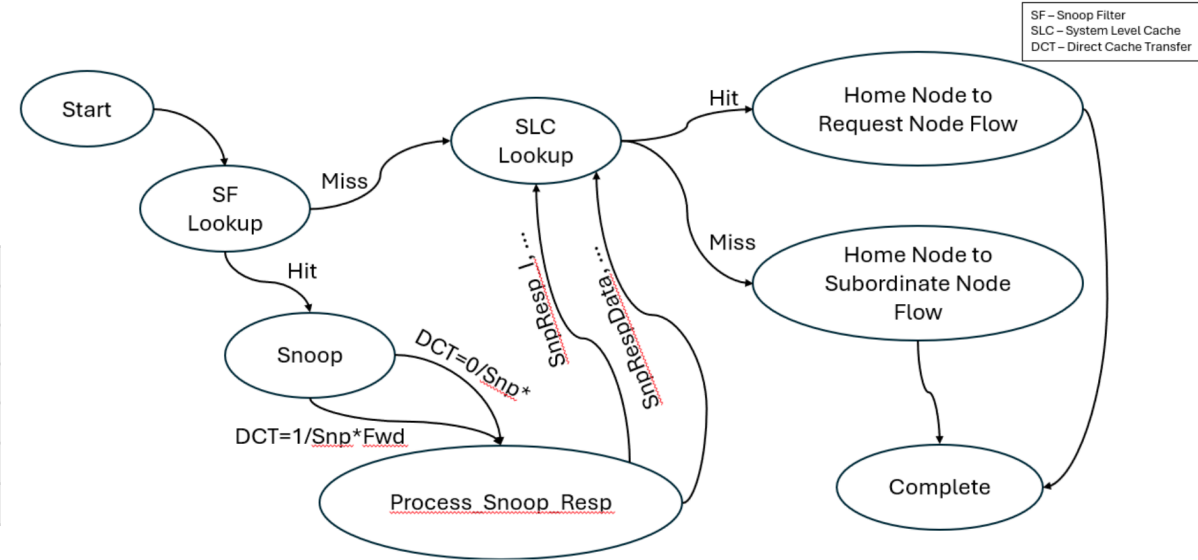 SF – Snoop Filter
SLC – System Level Cache
DCT – Direct Cache Transfer
Start
SF
Lookup
Miss
Hit
SLC
Lookup
Hit
Miss
Home Node to
Request Node Flow
Home Node to
Subordinate Node
Flow
Snoop
DCT=0/Snp*
DCT=1/Snp*Fwd
SnpResp_I, …
SnpRespData, …
Process_Snoop_Resp
Complete